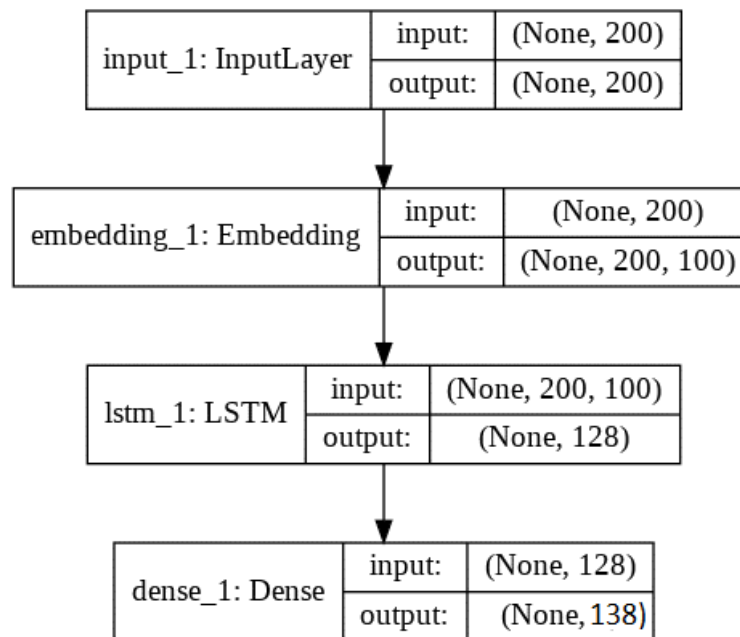 input_1: InputLayer
input: (None, 200)
output: (None, 200)
embedding_1: Embedding
input: (None, 200)
output: (None, 200, 100)
lstm_1: LSTM
input: (None, 200, 100)
output: (None, 128)
dense_1: Dense
input: (None, 128)
output: (None,138)